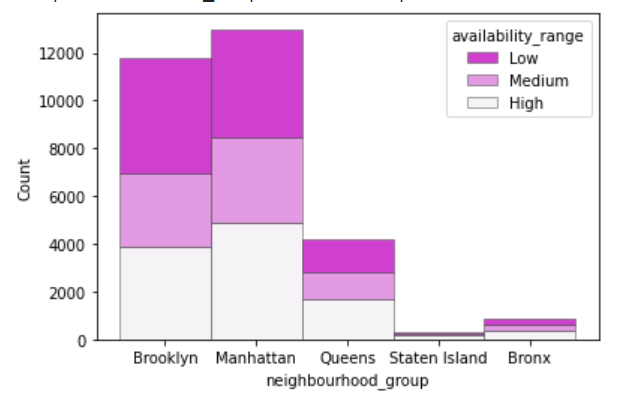 availability_range
Low
Medium
High
12000
10000
8000
6000
4000
2000
0
Count
Brooklyn Manhattan Queens Staten Island Bronx
neighbourhood_group